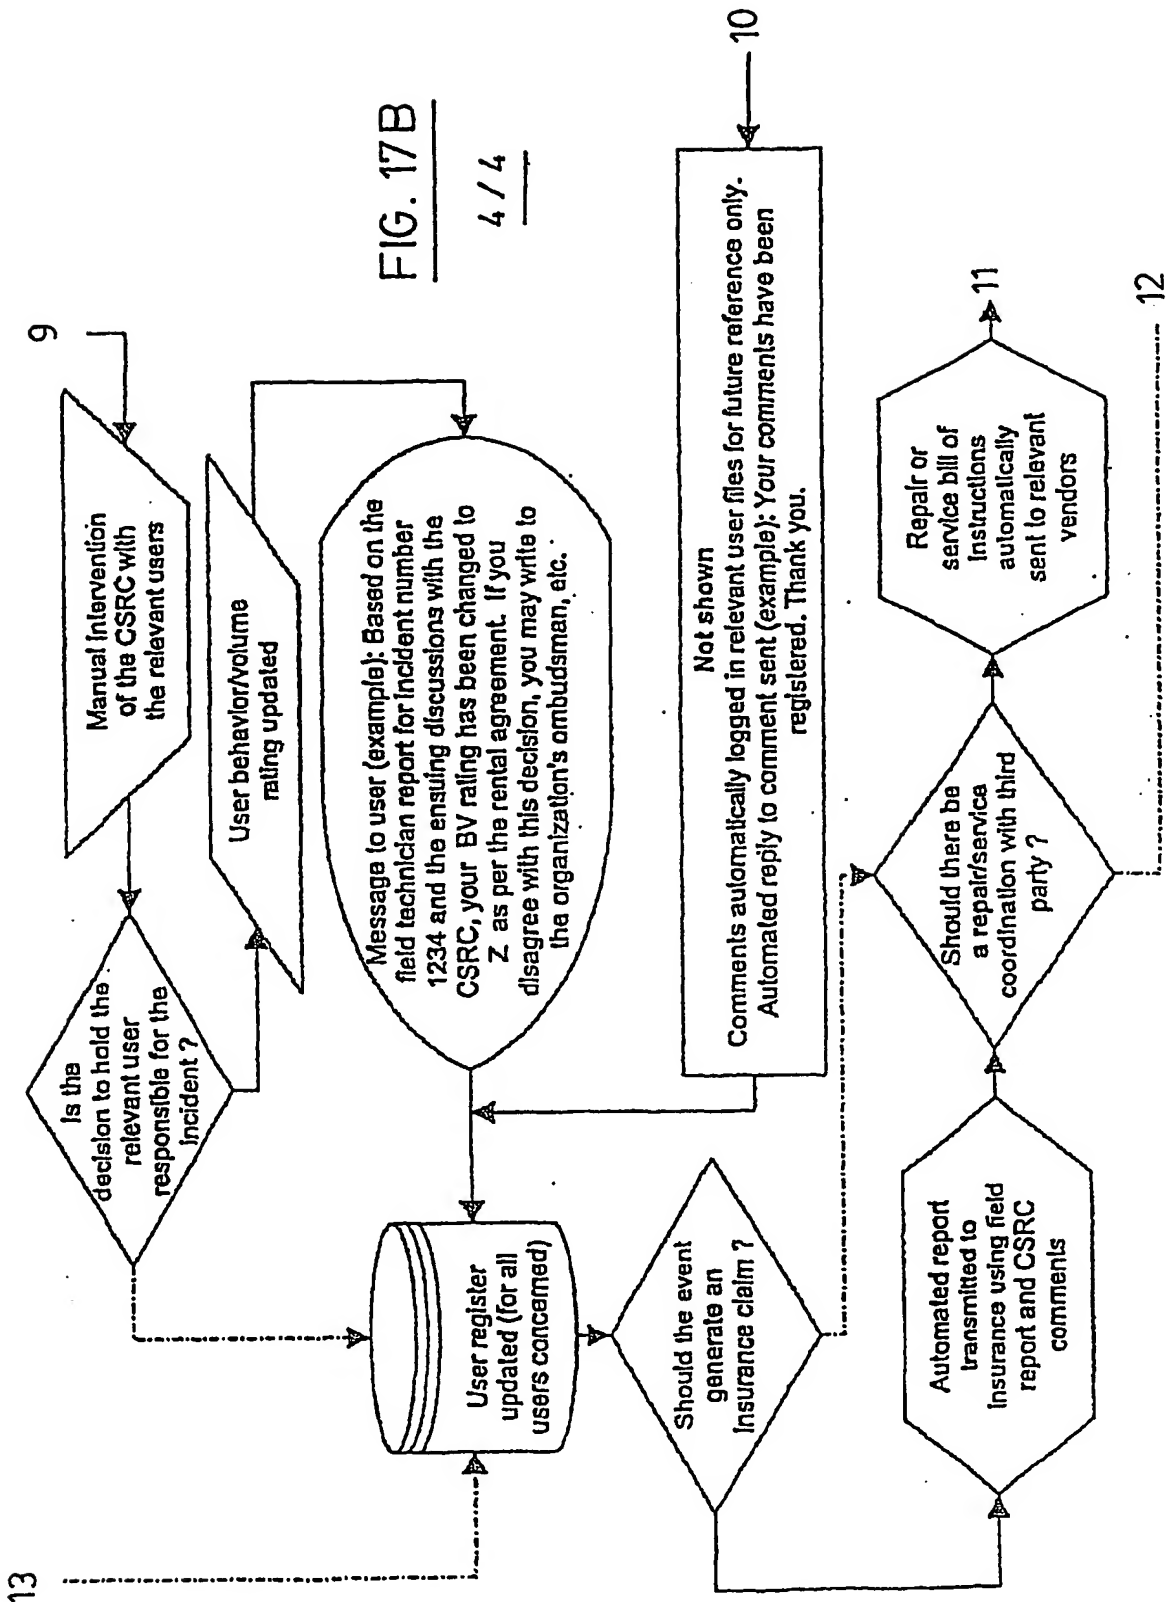 9
Manual Intervention
of the CSRC with
the relevant users
Is the
decision to hold the
relevant user
responsible for the
incident ?
User behavior/volume
rating updated
FIG. 17B
4 / 4
Message to user (example): Based on the
field technician report for Incident number
1234 and the ensuing discussions with the
CSRC, your BV rating has been changed to
Z as per the rental agreement. If you
disagree with this decision, you may write to
the organization's ombudsman, etc.
13
User register
updated (for all
users concerned)
10
Not shown
Comments automatically logged in relevant user files for future reference only.
Automated reply to comment sent (example): Your comments have been
registered. Thank you.
Should the event
generate an
Insurance claim ?
Automated report
transmitted to
Insurance using field
report and CSRC
comments
Should there be
a repair/service
coordination with third
party ?
Repair or
service bill of
Instructions
automatically
sent to relevant
vendors
11
12